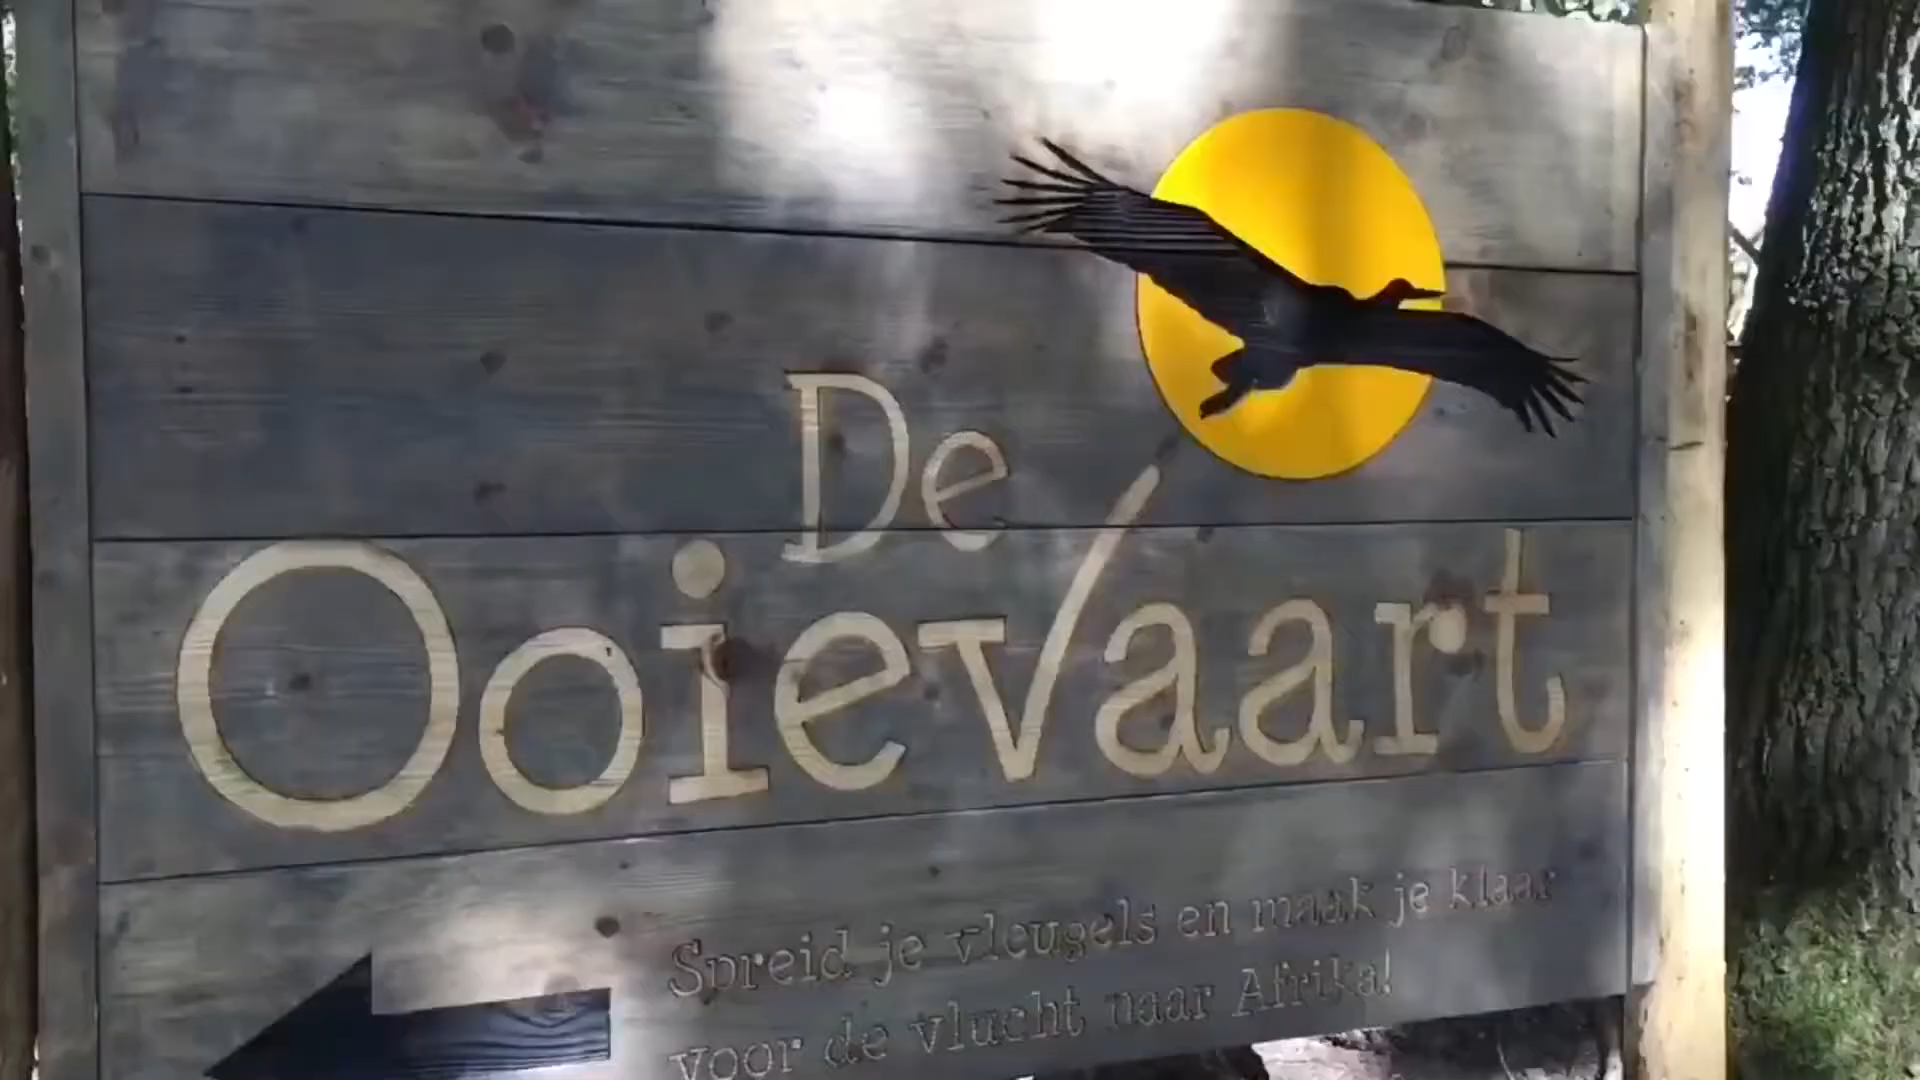 De
OoieVaart
Spreid je vleugels en maak je klaar
voor de vlucht naar Afrika!